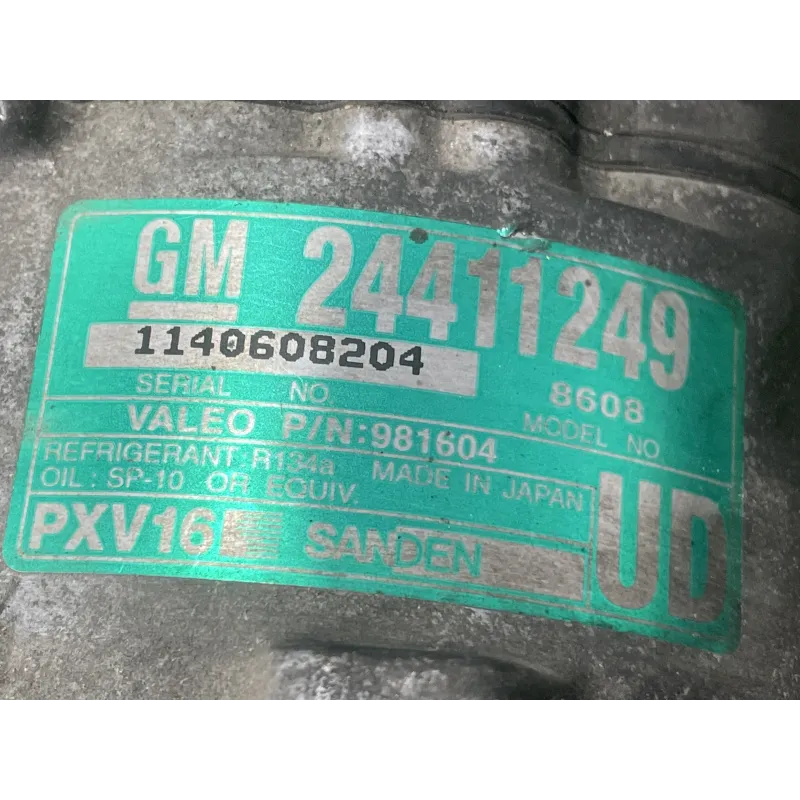 GM 24411249
1140608204
SERIAL NO. 8608
MODEL NO.
VALEO P/N:981604
REFRIGERANT R134a MADE IN JAPAN
OIL : SP-10 OR EQUIV.
PXV16 SANDEN UD